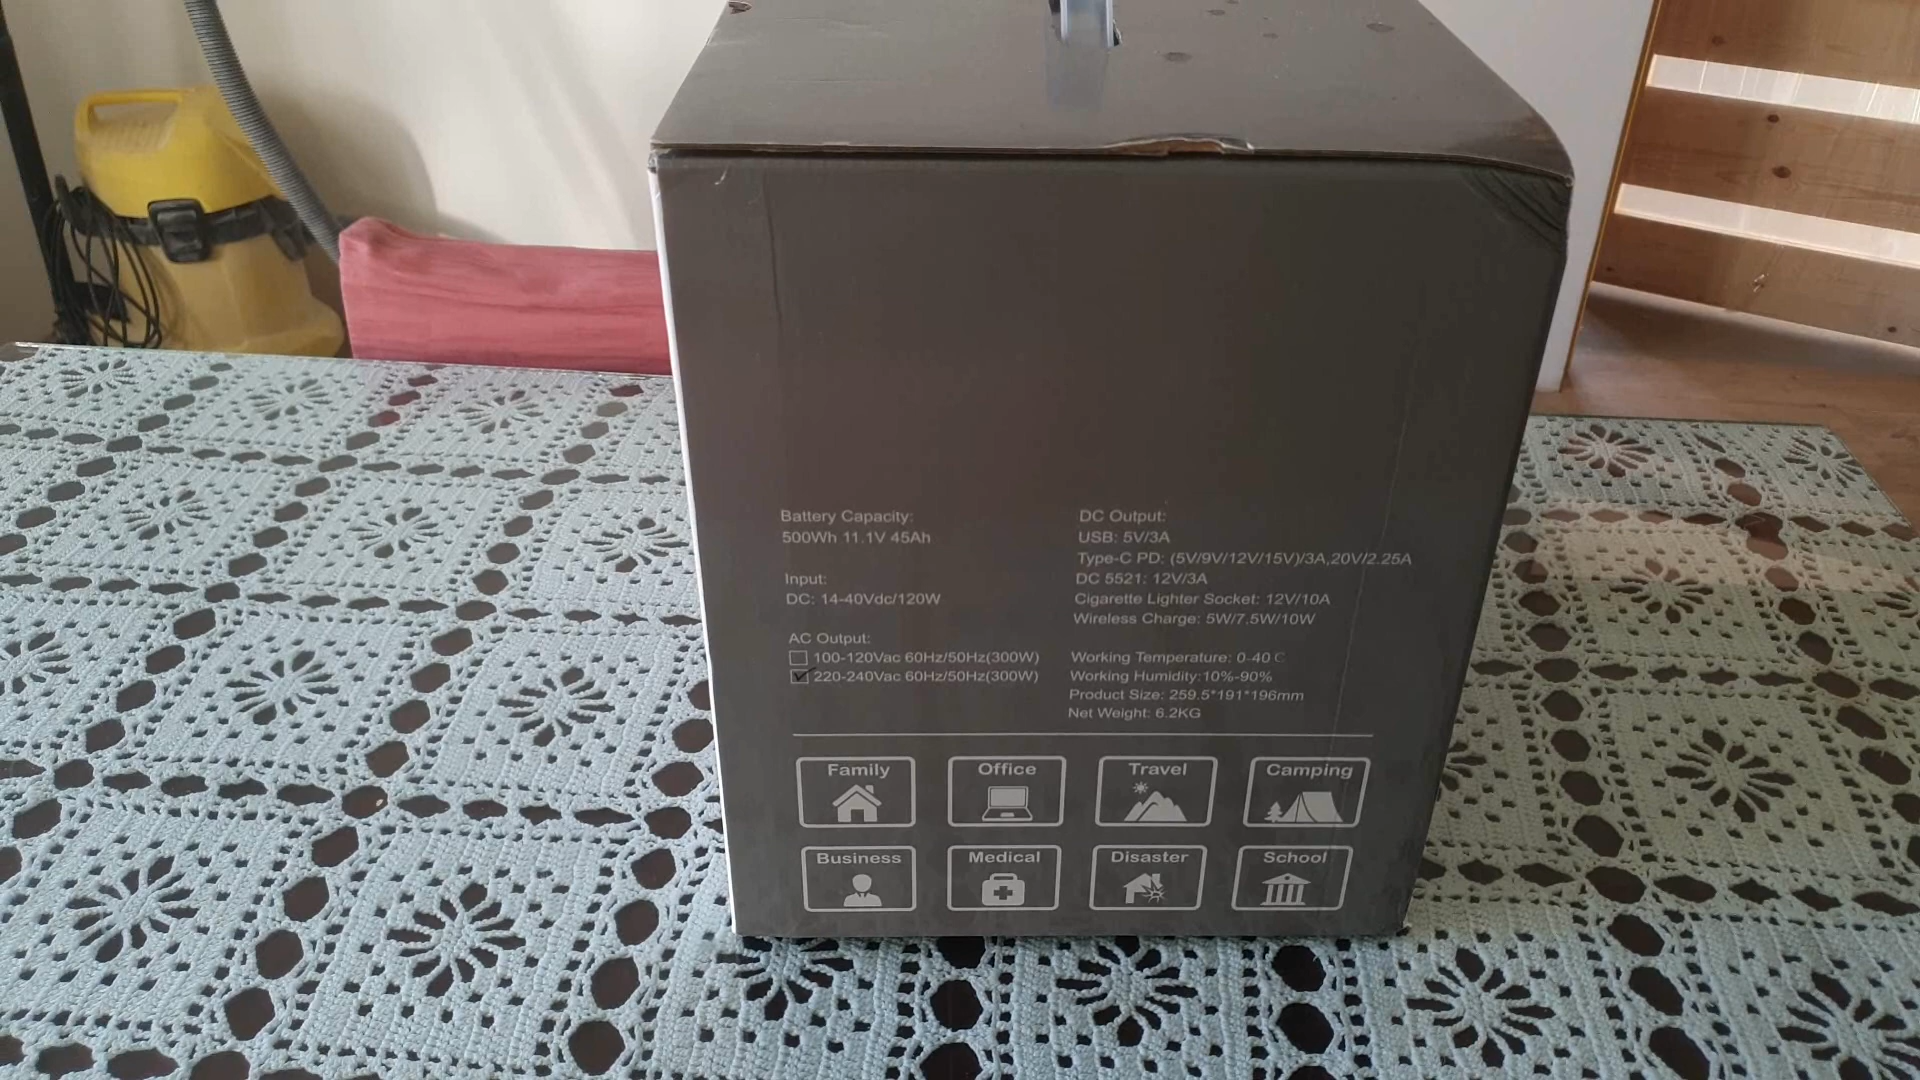 Battery Capacity:
500Wh 11.1V 45Ah
Input:
DC: 14-40Vdc/120W
AC Output:
100-120Vac 60Hz/50Hz(300W)
220-240Vac 60Hz/50Hz(300W)
DC Output:
USB: 5V/3A
Type-C PD: (5V/9V/12V/15V)/3A,20V/2.25A
DC 5521: 12V/3A
Cigarette Lighter Socket: 12V/10A
Wireless Charge: 5W/7.5W/10W
Working Temperature: 0-40℃
Working Humidity:10%-90%
Product Size: 259.5*191*196mm
Net Weight: 6.2KG
Family
Office
Travel
Camping
Business
Medical
Disaster
School